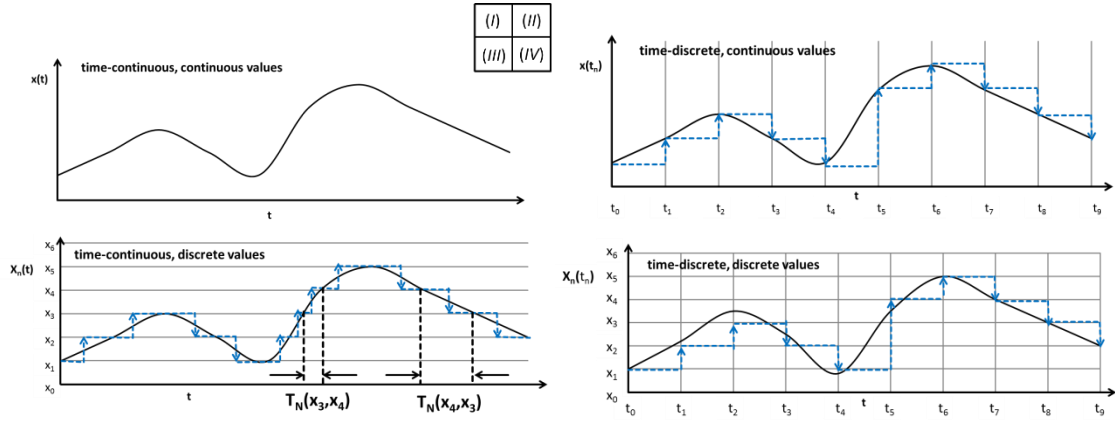 (I) (II)
(III) (IV)
time-continuous, continuous values
x(t)
t
time-discrete, continuous values
x(tₙ)
t
t₀ t₁ t₂ t₃ t₄ t₅ t₆ t₇ t₈ t₉
time-continuous, discrete values
Xₙ(t)
x₆
x₅
x₄
x₃
x₂
x₁
x₀
t
T_N(x₃,x₄)
T_N(x₄,x₃)
time-discrete, discrete values
Xₙ(tₙ)
x₆
x₅
x₄
x₃
x₂
x₁
x₀
t
t₀ t₁ t₂ t₃ t₄ t₅ t₆ t₇ t₈ t₉